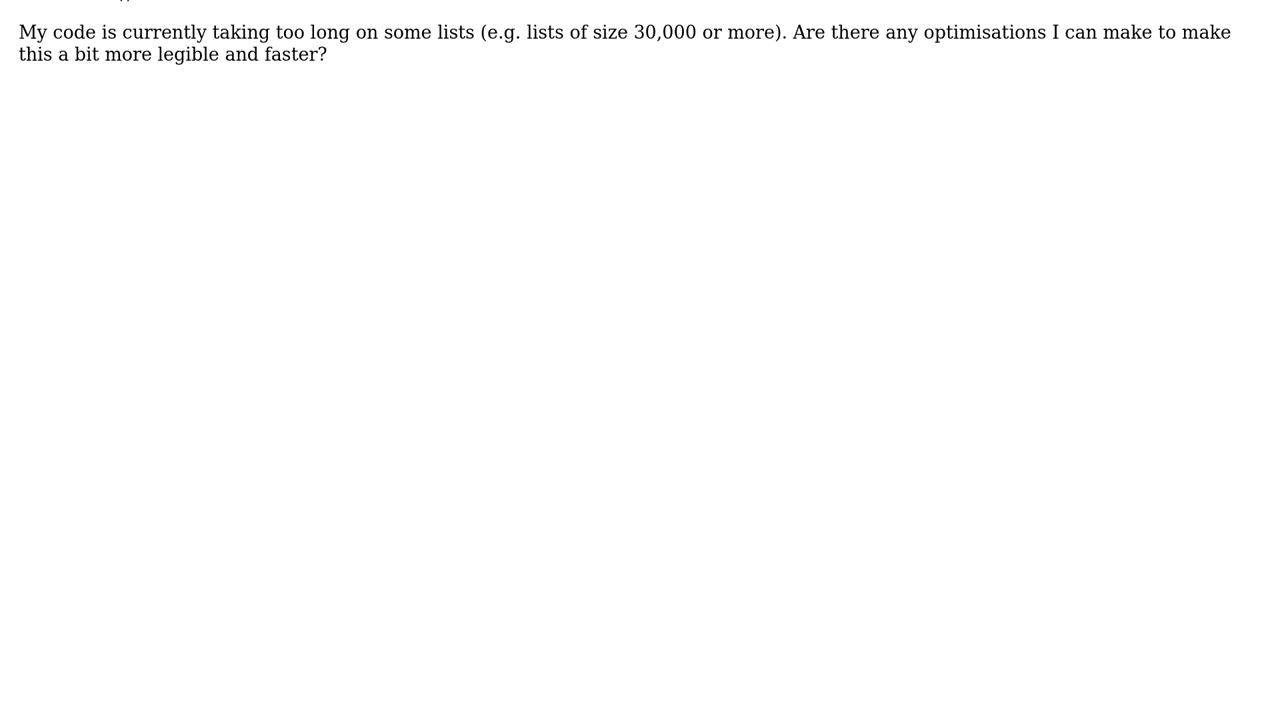 My code is currently taking too long on some lists (e.g. lists of size 30,000 or more). Are there any optimisations I can make to make
this a bit more legible and faster?